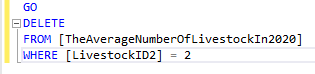 GO
DELETE
FROM [TheAverageNumberOfLivestockIn2020]
WHERE [LivestockID2] = 2